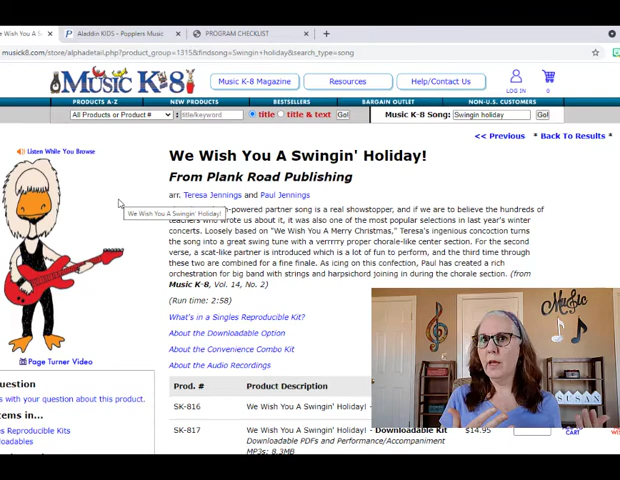 Aladdin KIDS - Popplers Music
PROGRAM CHECKLIST
musick8.com/store/alphadetail.php?product_group=1315&findsong=Swingin+holiday&search_type=song
MUSIC K-8
Music K-8 Magazine
Resources
Help/Contact Us
LOG IN
0
PRODUCTS A-Z
NEW PRODUCTS
BESTSELLERS
BARGAIN OUTLET
NON-U.S. CUSTOMERS
All Products or Product #
title/keyword
title
title & text
Go!
Music K-8 Song:
Swingin holiday
Go!
<< Previous * Back To Results *
Listen While You Browse
We Wish You A Swingin' Holiday!
From Plank Road Publishing
arr. Teresa Jennings and Paul Jennings
We Wish You A Swingin' Holiday!
-powered partner song is a real showstopper, and if we are to believe the hundreds of
teachers who wrote us about it, it was also one of the most popular selections in last year's winter
concerts. Loosely based on "We Wish You A Merry Christmas," Teresa's ingenious concoction turns
the song into a great swing tune with a verrrrry proper chorale-like center section. For the second
verse, a scat-like partner is introduced which is a lot of fun to perform, and the third time through
these two are combined for a fine finale. As icing on this confection, Paul has created a rich
orchestration for big band with strings and harpsichord joining in during the chorale section. (from
Music K-8, Vol. 14, No. 2)
(Run time: 2:58)
What's in a Singles Reproducible Kit?
About the Downloadable Option
About the Convenience Combo Kit
About the Audio Recordings
Page Turner Video
uestion
with your question about this product.
tems in...
es Reproducible Kits
loadables
Prod. #
Product Description
SK-816
We Wish You A Swingin' Holiday! -
SK-817
We Wish You A Swingin' Holiday! - Downloadable Kit
Downloadable PDFs and Performance/Accompaniment
MP3s: 8.3MB
$14.95
CART
WIS
Music
SUSAN